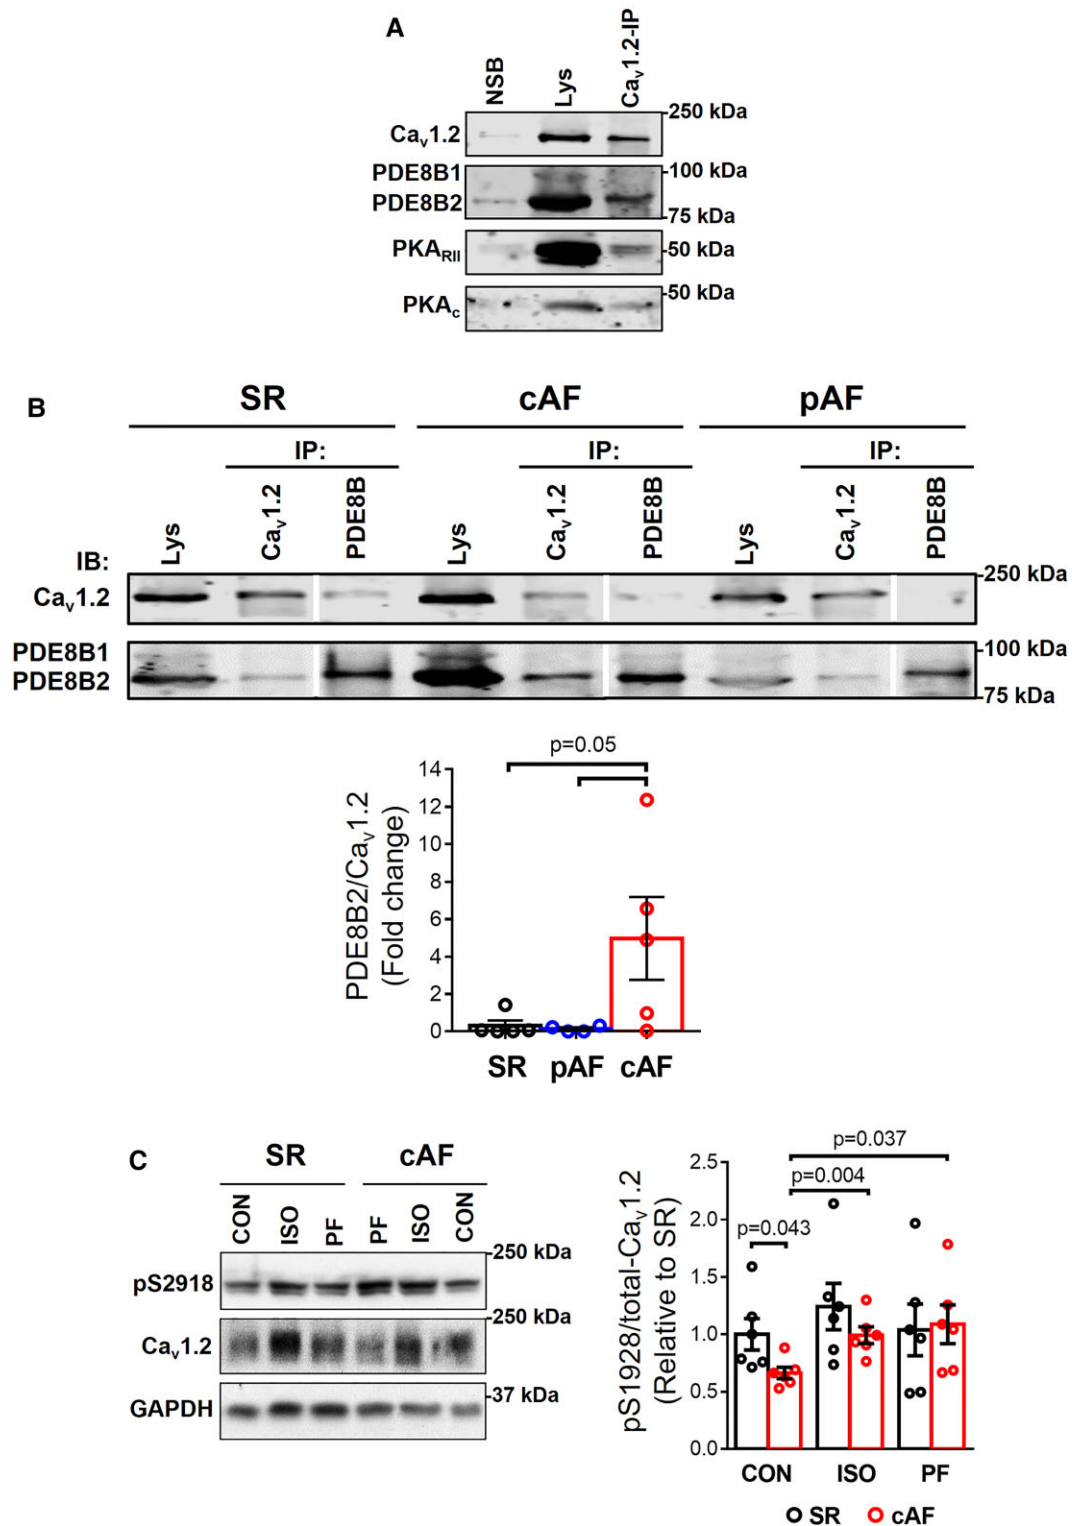 A
NSB
Lys
Cav1.2-IP
Cav1.2
-250 kDa
PDE8B1
-100 kDa
PDE8B2
-75 kDa
PKARII
-50 kDa
PKAc
-50 kDa
B
SR
cAF
pAF
IP:
IP:
IP:
IB:
Lys
Cav1.2
PDE8B
Lys
Cav1.2
PDE8B
Lys
Cav1.2
PDE8B
Cav1.2
-250 kDa
PDE8B1
-100 kDa
PDE8B2
-75 kDa
PDE8B2/Cav1.2
(Fold change)
14
12
10
8
6
4
2
0
p=0.05
SR pAF cAF
C
SR
cAF
CON
ISO
PF
PF
ISO
CON
pS2918
-250 kDa
Cav1.2
-250 kDa
GAPDH
-37 kDa
pS1928/total-Cav1.2
(Relative to SR)
2.5
2.0
1.5
1.0
0.5
0.0
p=0.037
p=0.004
p=0.043
CON ISO PF
SR cAF